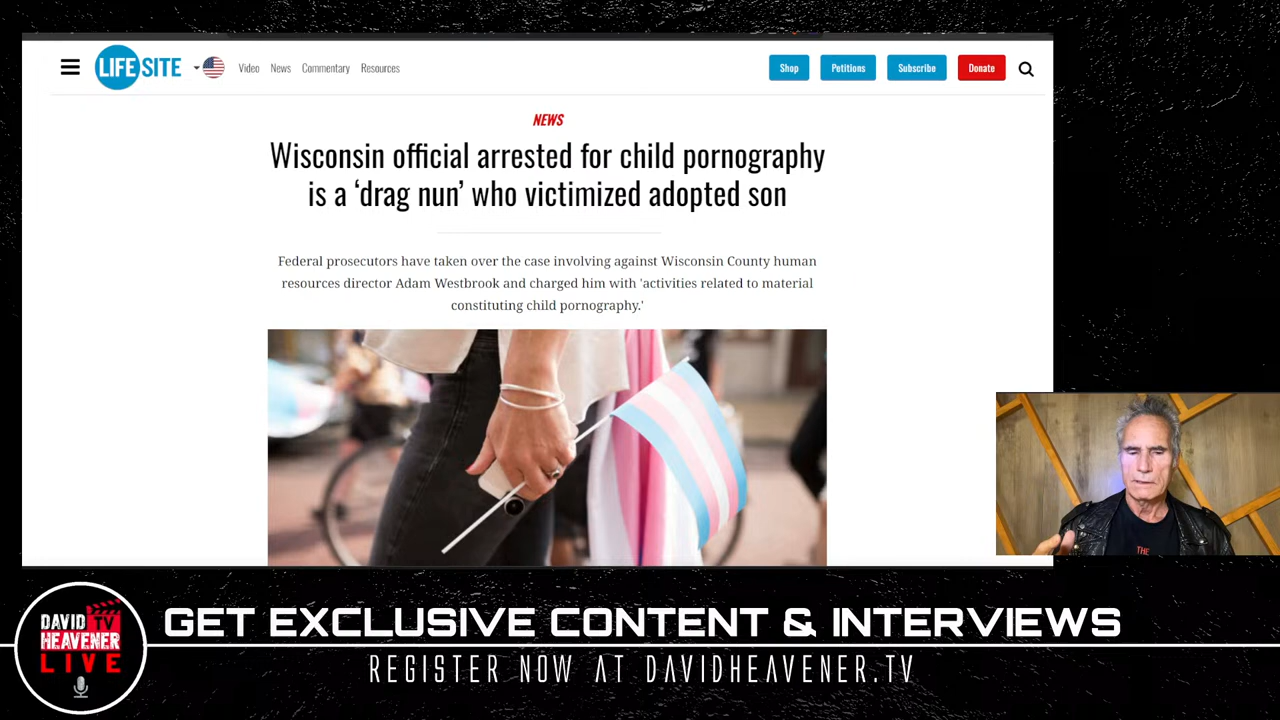 LIFE SITE
Video News Commentary Resources
Shop Petitions Subscribe Donate
NEWS
Wisconsin official arrested for child pornography
is a ‘drag nun’ who victimized adopted son
Federal prosecutors have taken over the case involving against Wisconsin County human
resources director Adam Westbrook and charged him with 'activities related to material
constituting child pornography.'
THE
DAVID TV
HEAVENER
LIVE
GET EXCLUSIVE CONTENT & INTERVIEWS
REGISTER NOW AT DAVIDHEAVENER.TV